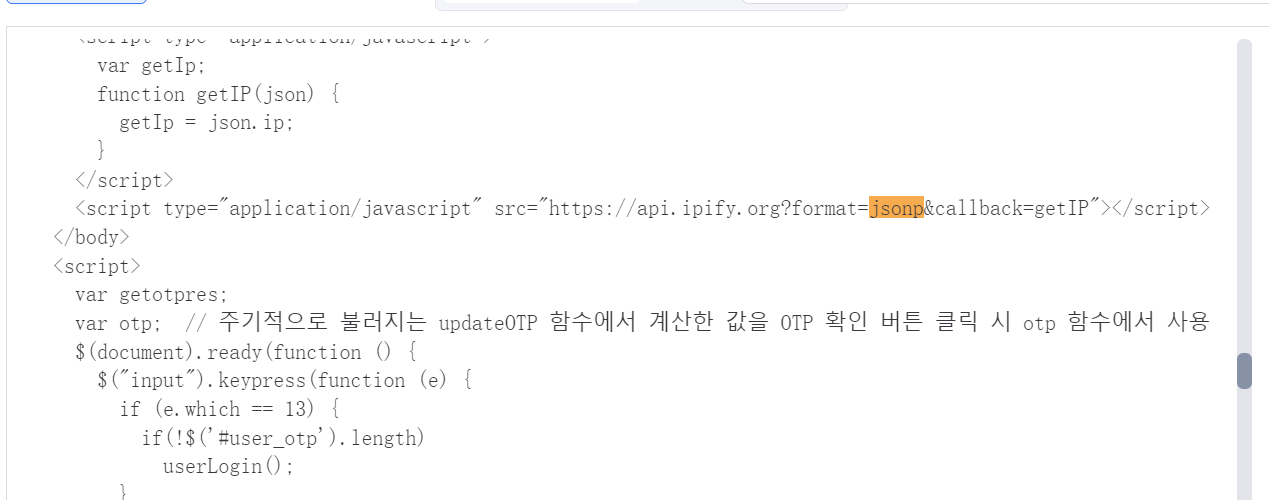 <script type="application/javascript">
var getIp;
function getIP(json) {
getIp = json.ip;
}
</script>
<script type="application/javascript" src="https://api.ipify.org?format=jsonp&callback=getIP"></script>
</body>
<script>
var getotpres;
var otp; // 주기적으로 불러지는 updateOTP 함수에서 계산한 값을 OTP 확인 버튼 클릭 시 otp 함수에서 사용
$(document).ready(function () {
$("input").keypress(function (e) {
if (e.which == 13) {
if(!$('#user_otp').length)
userLogin();
}